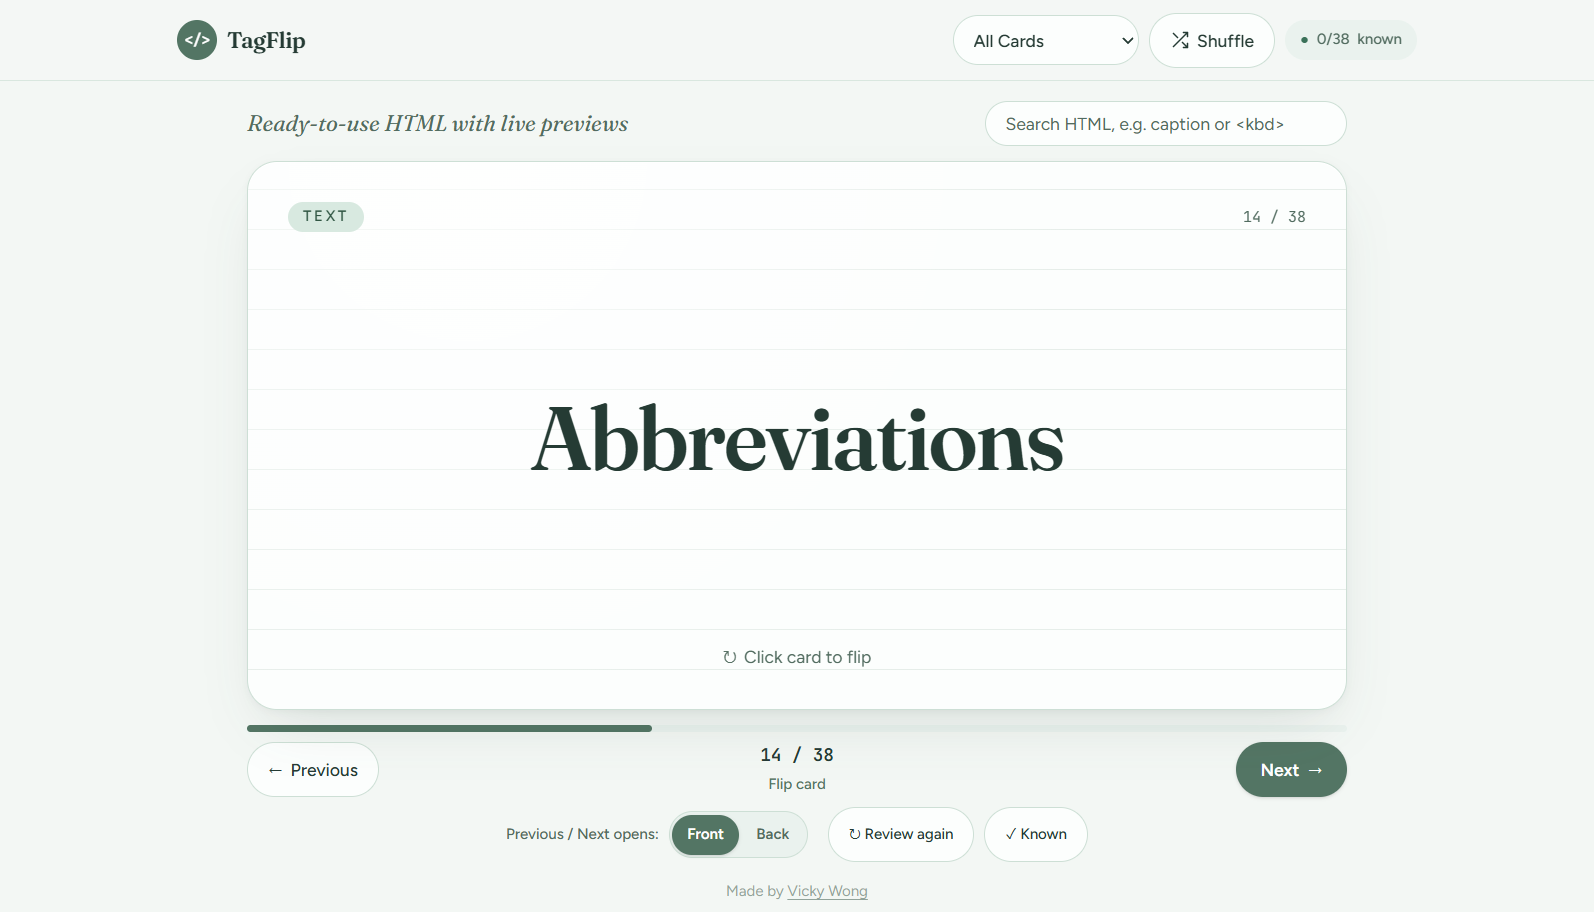 </> TagFlip
All Cards
Shuffle
0/38 known
Ready-to-use HTML with live previews
Search HTML, e.g. caption or <kbd>
TEXT
14 / 38
Abbreviations
↻ Click card to flip
← Previous
14 / 38
Flip card
Next →
Previous / Next opens:
Front
Back
↻ Review again
✓ Known
Made by Vicky Wong